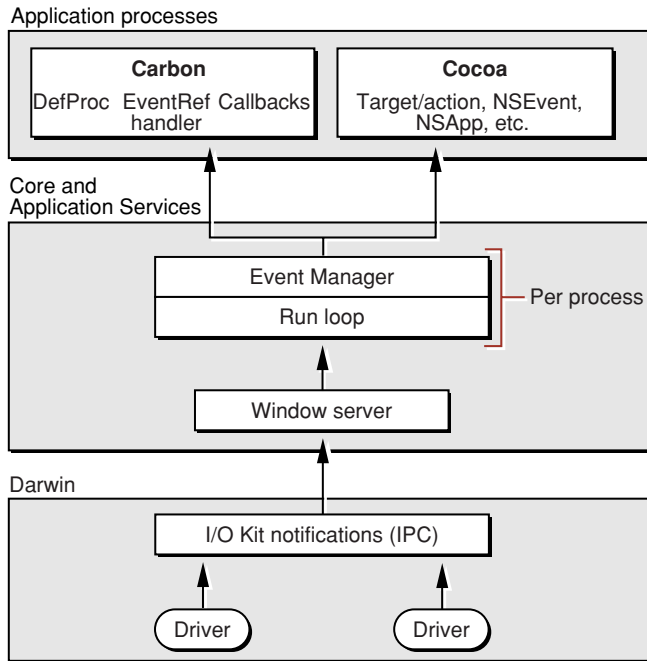 Application processes
Carbon
DefProc EventRef Callbacks
handler
Cocoa
Target/action, NSEvent,
NSApp, etc.
Core and
Application Services
Event Manager
Run loop
Per process
Window server
Darwin
I/O Kit notifications (IPC)
Driver
Driver